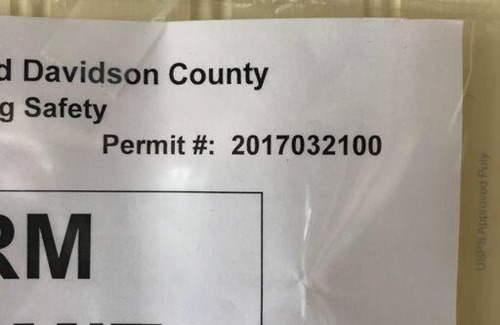 d Davidson County
g Safety
Permit #: 2017032100
RM
USPS Approved Poly